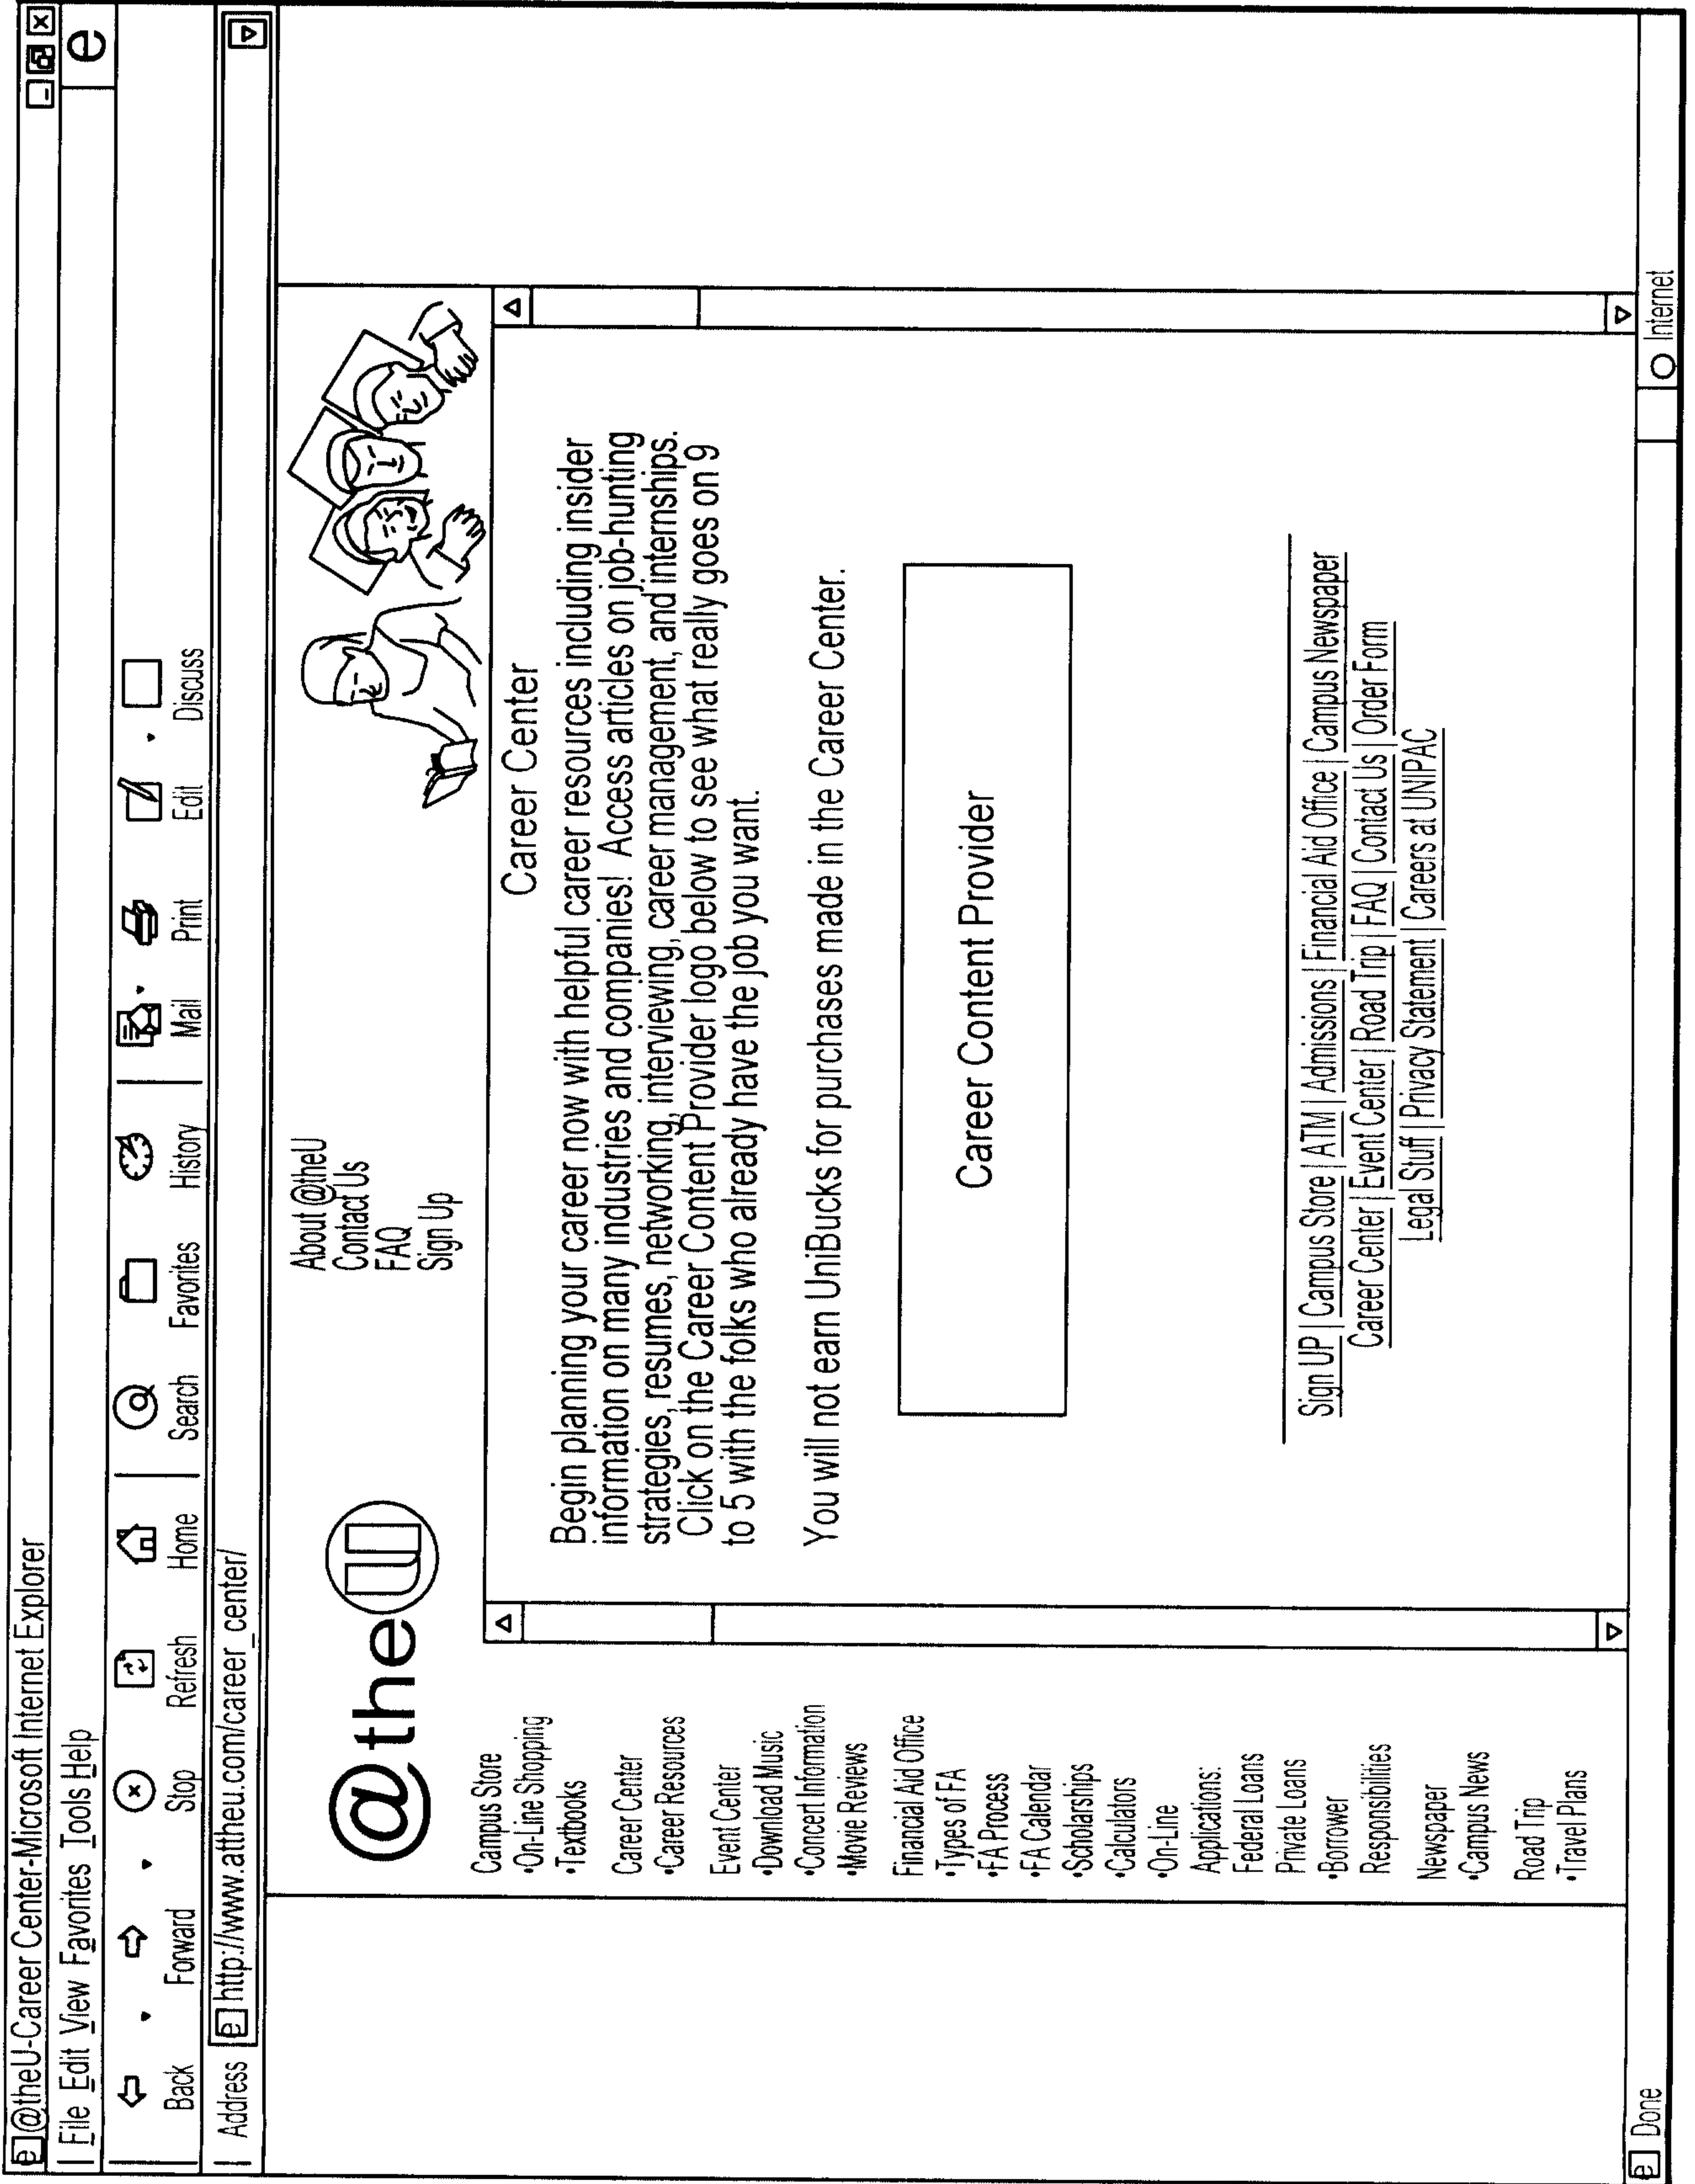 @theU-Career Center-Microsoft Internet Explorer
File Edit View Favorites Tools Help
Back Forward Stop Refresh Home Search Favorites History Mail Print Edit Discuss
Address http://www.attheu.com/career_center/
@theU
About @theU
Contact Us
FAQ
Sign Up
Campus Store
•On-Line Shopping
•Textbooks
Career Center
•Career Resources
Event Center
•Download Music
•Concert Information
•Movie Reviews
Financial Aid Office
•Types of FA
•FA Process
•FA Calendar
•Scholarships
•Calculators
•On-Line
Applications:
Federal Loans
Private Loans
•Borrower
Responsibilities
Newspaper
•Campus News
Road Trip
•Travel Plans
Career Center
Begin planning your career now with helpful career resources including insider
information on many industries and companies! Access articles on job-hunting
strategies, resumes, networking, interviewing, career management, and internships.
Click on the Career Content Provider logo below to see what really goes on 9
to 5 with the folks who already have the job you want.
You will not earn UniBucks for purchases made in the Career Center.
Career Content Provider
Sign UP | Campus Store | ATM | Admissions | Financial Aid Office | Campus Newspaper
Career Center | Event Center | Road Trip | FAQ | Contact Us | Order Form
Legal Stuff | Privacy Statement | Careers at UNIPAC
Done Internet